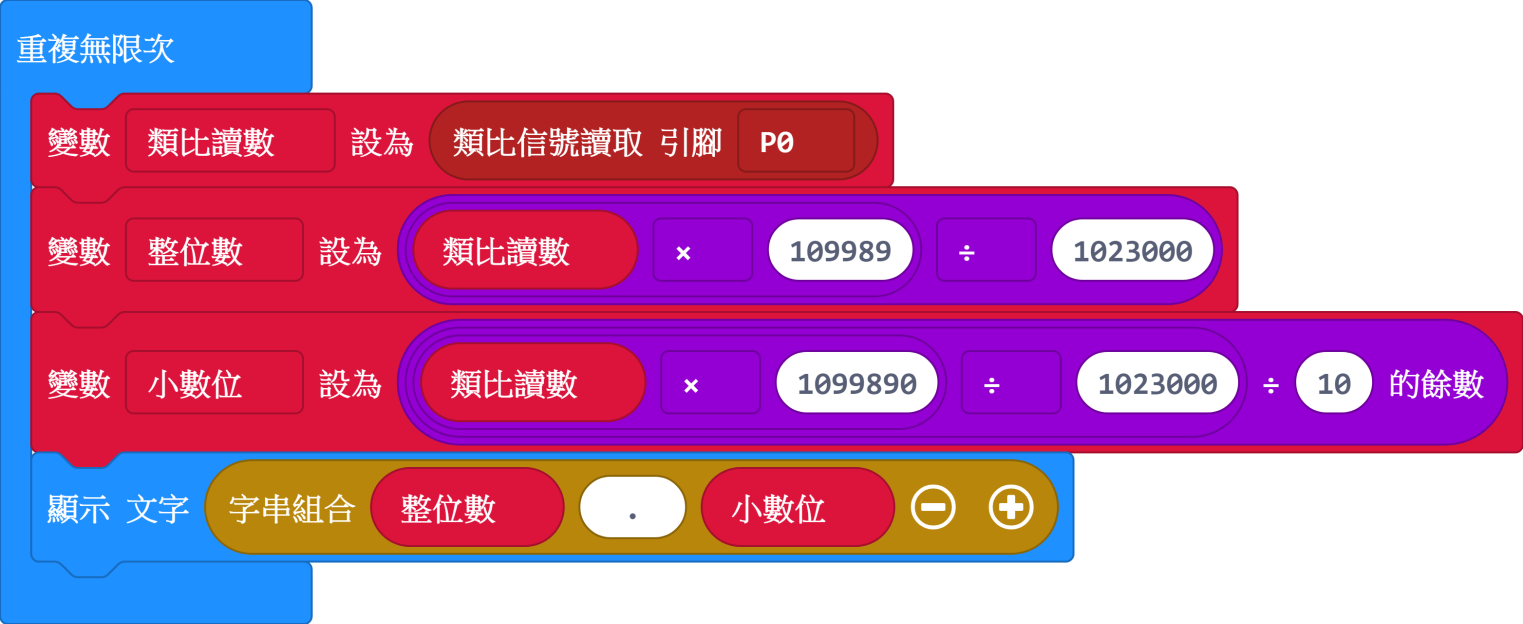 重複無限次
變數 類比讀數 設為 類比信號讀取 引腳 P0
變數 整位數 設為 類比讀數 × 109989 ÷ 1023000
變數 小數位 設為 類比讀數 × 1099890 ÷ 1023000 ÷ 10 的餘數
顯示 文字 字串組合 整位數 . 小數位